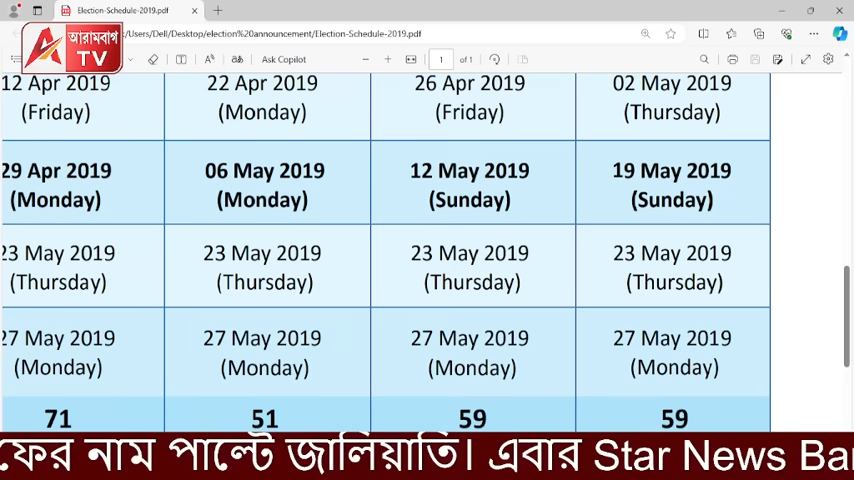 Election-Schedule-2019.pdf
/Users/Dell/Desktop/election%20announcement/Election-Schedule-2019.pdf
আরামবাগ
TV
Ask Copilot
1 of 1
12 Apr 2019 22 Apr 2019 26 Apr 2019 02 May 2019
(Friday) (Monday) (Friday) (Thursday)
29 Apr 2019 06 May 2019 12 May 2019 19 May 2019
(Monday) (Monday) (Sunday) (Sunday)
23 May 2019 23 May 2019 23 May 2019 23 May 2019
(Thursday) (Thursday) (Thursday) (Thursday)
27 May 2019 27 May 2019 27 May 2019 27 May 2019
(Monday) (Monday) (Monday) (Monday)
71 51 59 59
ফের নাম পাল্টে জালিয়াতি। এবার Star News Ba